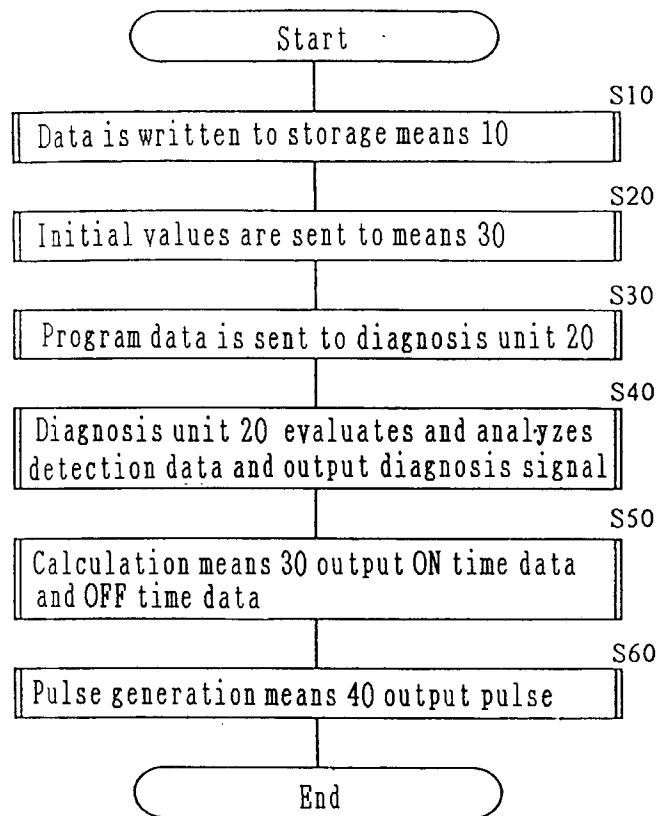 Start
S10
Data is written to storage means 10
S20
Initial values are sent to means 30
S30
Program data is sent to diagnosis unit 20
S40
Diagnosis unit 20 evaluates and analyzes
detection data and output diagnosis signal
S50
Calculation means 30 output ON time data
and OFF time data
S60
Pulse generation means 40 output pulse
End